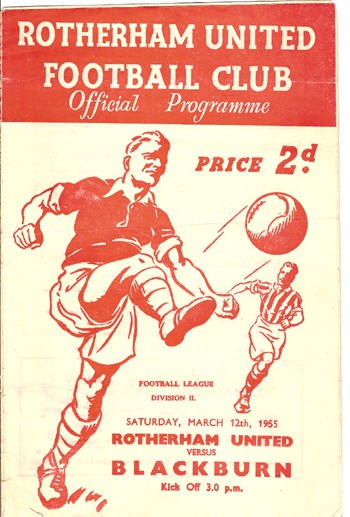 ROTHERHAM UNITED
FOOTBALL CLUB
Official Programme
PRICE 2d.
FOOTBALL LEAGUE
DIVISION II.
SATURDAY, MARCH 12th, 1955
ROTHERHAM UNITED
VERSUS
BLACKBURN
Kick Off 3.0 p.m.